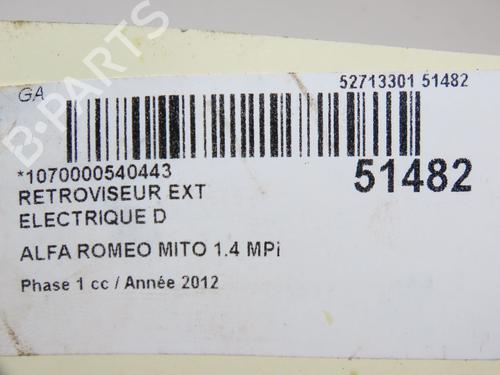 B-PARTS
GA
52713301 51482
*1070000540443
51482
RETROVISEUR EXT
ELECTRIQUE D
ALFA ROMEO MITO 1.4 MPi
Phase 1 cc / Année 2012